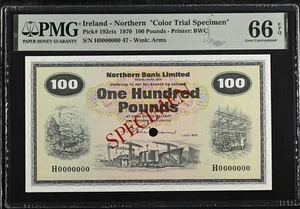 PMG
PAPER MONEY GUARANTY
Ireland - Northern "Color Trial Specimen"
Pick# 192cts 1970 100 Pounds - Printer: BWC
S/N H0000000 47 - Wmk: Arms
66 EPQ
Gem Uncirculated
Northern Bank Limited
100
100
One Hundred
Pounds
SPECIMEN
H0000000
H0000000